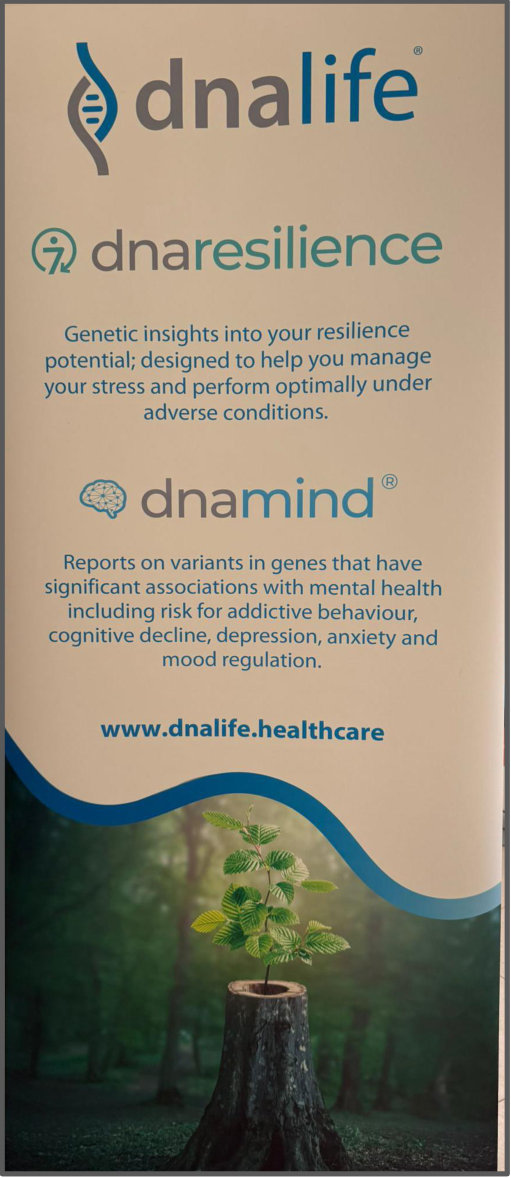 dnalife®
dnaresilience
Genetic insights into your resilience
potential; designed to help you manage
your stress and perform optimally under
adverse conditions.
dnamind®
Reports on variants in genes that have
significant associations with mental health
including risk for addictive behaviour,
cognitive decline, depression, anxiety and
mood regulation.
www.dnalife.healthcare